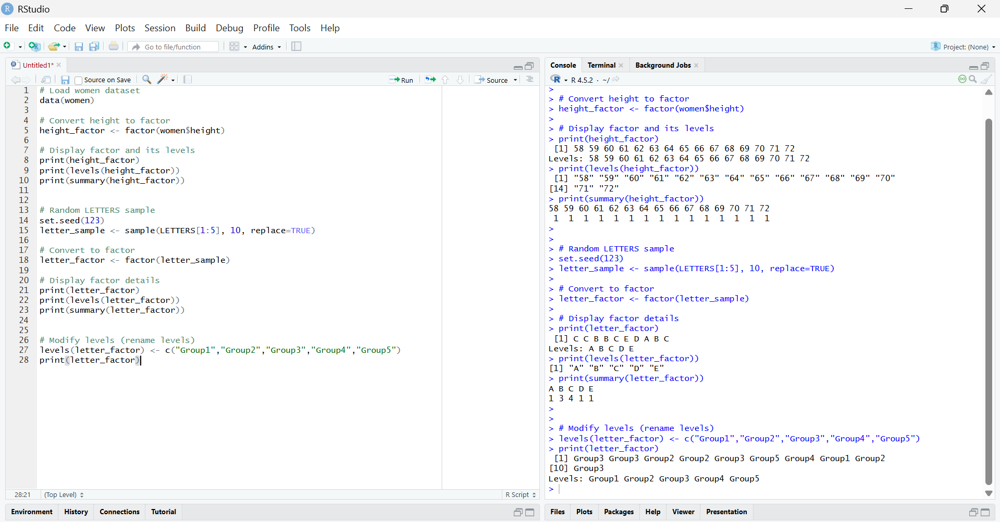 RStudio
File Edit Code View Plots Session Build Debug Profile Tools Help
Go to file/function Addins Project: (None)
Untitled1*
Source on Save Run Source
1 # Load women dataset
2 data(women)
3
4 # Convert height to factor
5 height_factor <- factor(women$height)
6
7 # Display factor and its levels
8 print(height_factor)
9 print(levels(height_factor))
10 print(summary(height_factor))
11
12
13 # Random LETTERS sample
14 set.seed(123)
15 letter_sample <- sample(LETTERS[1:5], 10, replace=TRUE)
16
17 # Convert to factor
18 letter_factor <- factor(letter_sample)
19
20 # Display factor details
21 print(letter_factor)
22 print(levels(letter_factor))
23 print(summary(letter_factor))
24
25
26 # Modify levels (rename levels)
27 levels(letter_factor) <- c("Group1","Group2","Group3","Group4","Group5")
28 print(letter_factor)
28:21 (Top Level) R Script
Environment History Connections Tutorial
Console Terminal Background Jobs
R 4.5.2 · ~/
>
> # Convert height to factor
> height_factor <- factor(women$height)
>
> # Display factor and its levels
> print(height_factor)
[1] 58 59 60 61 62 63 64 65 66 67 68 69 70 71 72
Levels: 58 59 60 61 62 63 64 65 66 67 68 69 70 71 72
> print(levels(height_factor))
[1] "58" "59" "60" "61" "62" "63" "64" "65" "66" "67" "68" "69" "70"
[14] "71" "72"
> print(summary(height_factor))
58 59 60 61 62 63 64 65 66 67 68 69 70 71 72
1 1 1 1 1 1 1 1 1 1 1 1 1 1 1
>
>
> # Random LETTERS sample
> set.seed(123)
> letter_sample <- sample(LETTERS[1:5], 10, replace=TRUE)
>
> # Convert to factor
> letter_factor <- factor(letter_sample)
>
> # Display factor details
> print(letter_factor)
[1] C C B B C E D A B C
Levels: A B C D E
> print(levels(letter_factor))
[1] "A" "B" "C" "D" "E"
> print(summary(letter_factor))
A B C D E
1 3 4 1 1
>
>
> # Modify levels (rename levels)
> levels(letter_factor) <- c("Group1","Group2","Group3","Group4","Group5")
> print(letter_factor)
[1] Group3 Group3 Group2 Group2 Group3 Group5 Group4 Group1 Group2
[10] Group3
Levels: Group1 Group2 Group3 Group4 Group5
>
Files Plots Packages Help Viewer Presentation